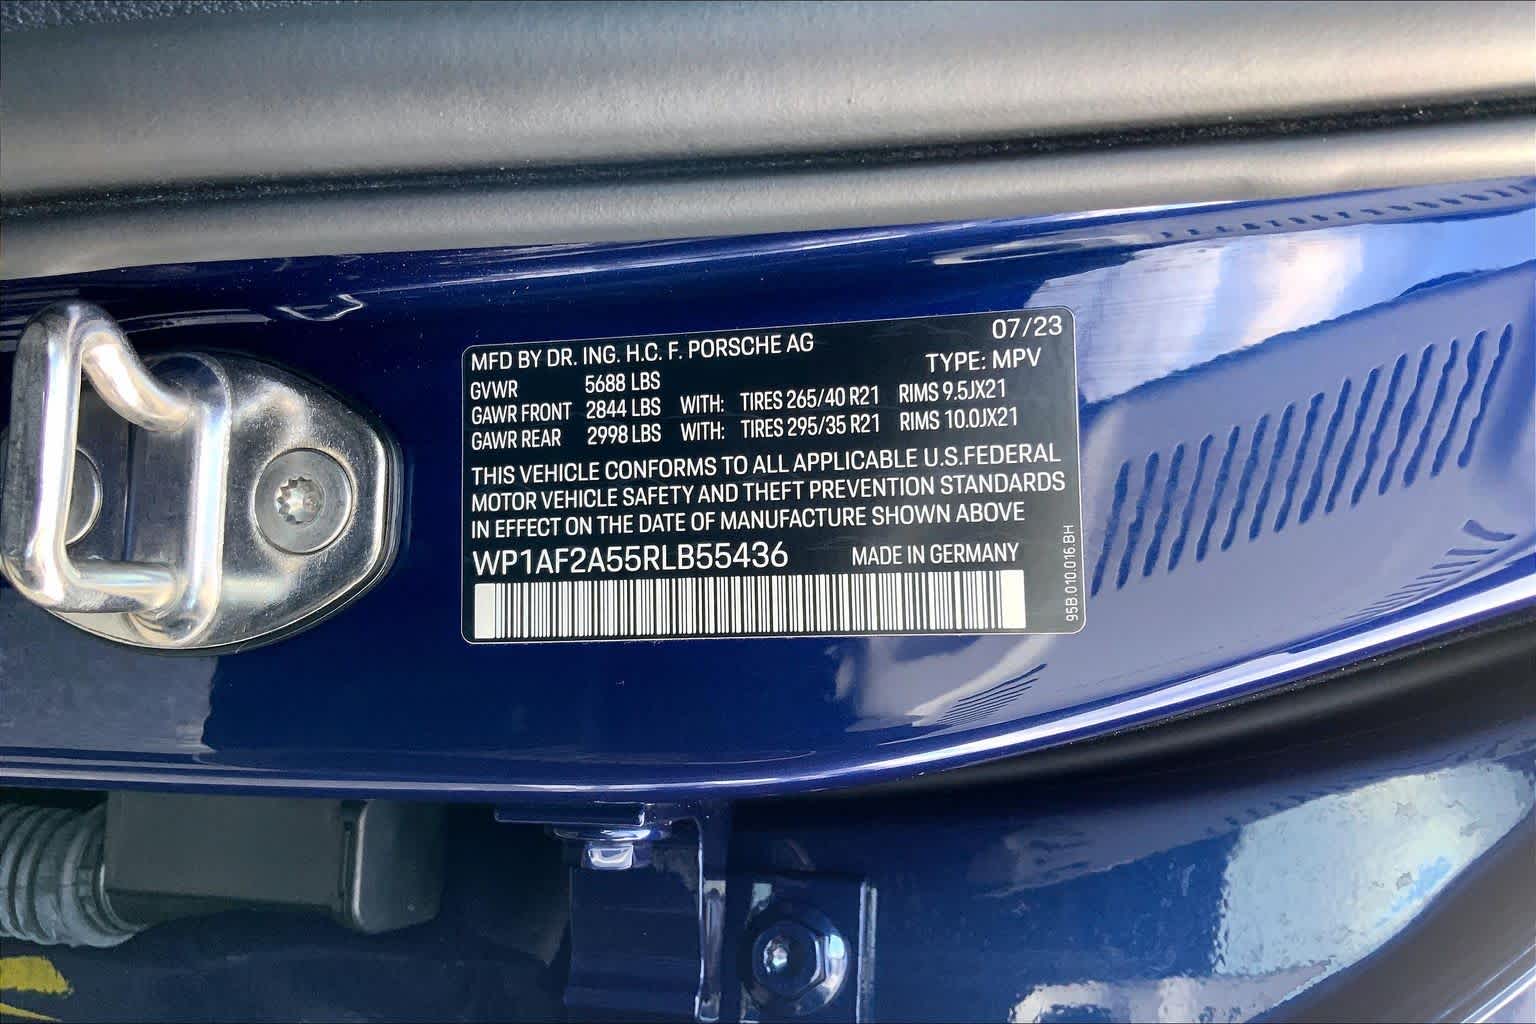 07/23
MFD BY DR. ING. H.C. F. PORSCHE AG
TYPE: MPV
GVWR 5688 LBS
GAWR FRONT 2844 LBS WITH: TIRES 265/40 R21 RIMS 9.5JX21
GAWR REAR 2998 LBS WITH: TIRES 295/35 R21 RIMS 10.0JX21
THIS VEHICLE CONFORMS TO ALL APPLICABLE U.S.FEDERAL
MOTOR VEHICLE SAFETY AND THEFT PREVENTION STANDARDS
IN EFFECT ON THE DATE OF MANUFACTURE SHOWN ABOVE
WP1AF2A55RLB55436 MADE IN GERMANY
95B.010.016.BH